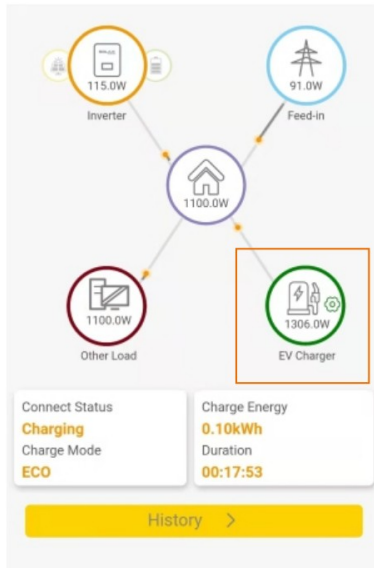 115.0W
91.0W
Inverter
Feed-in
1100.0W
1100.0W
1306.0W
Other Load
EV Charger
Connect Status
Charging
Charge Mode
ECO
Charge Energy
0.10kWh
Duration
00:17:53
History >